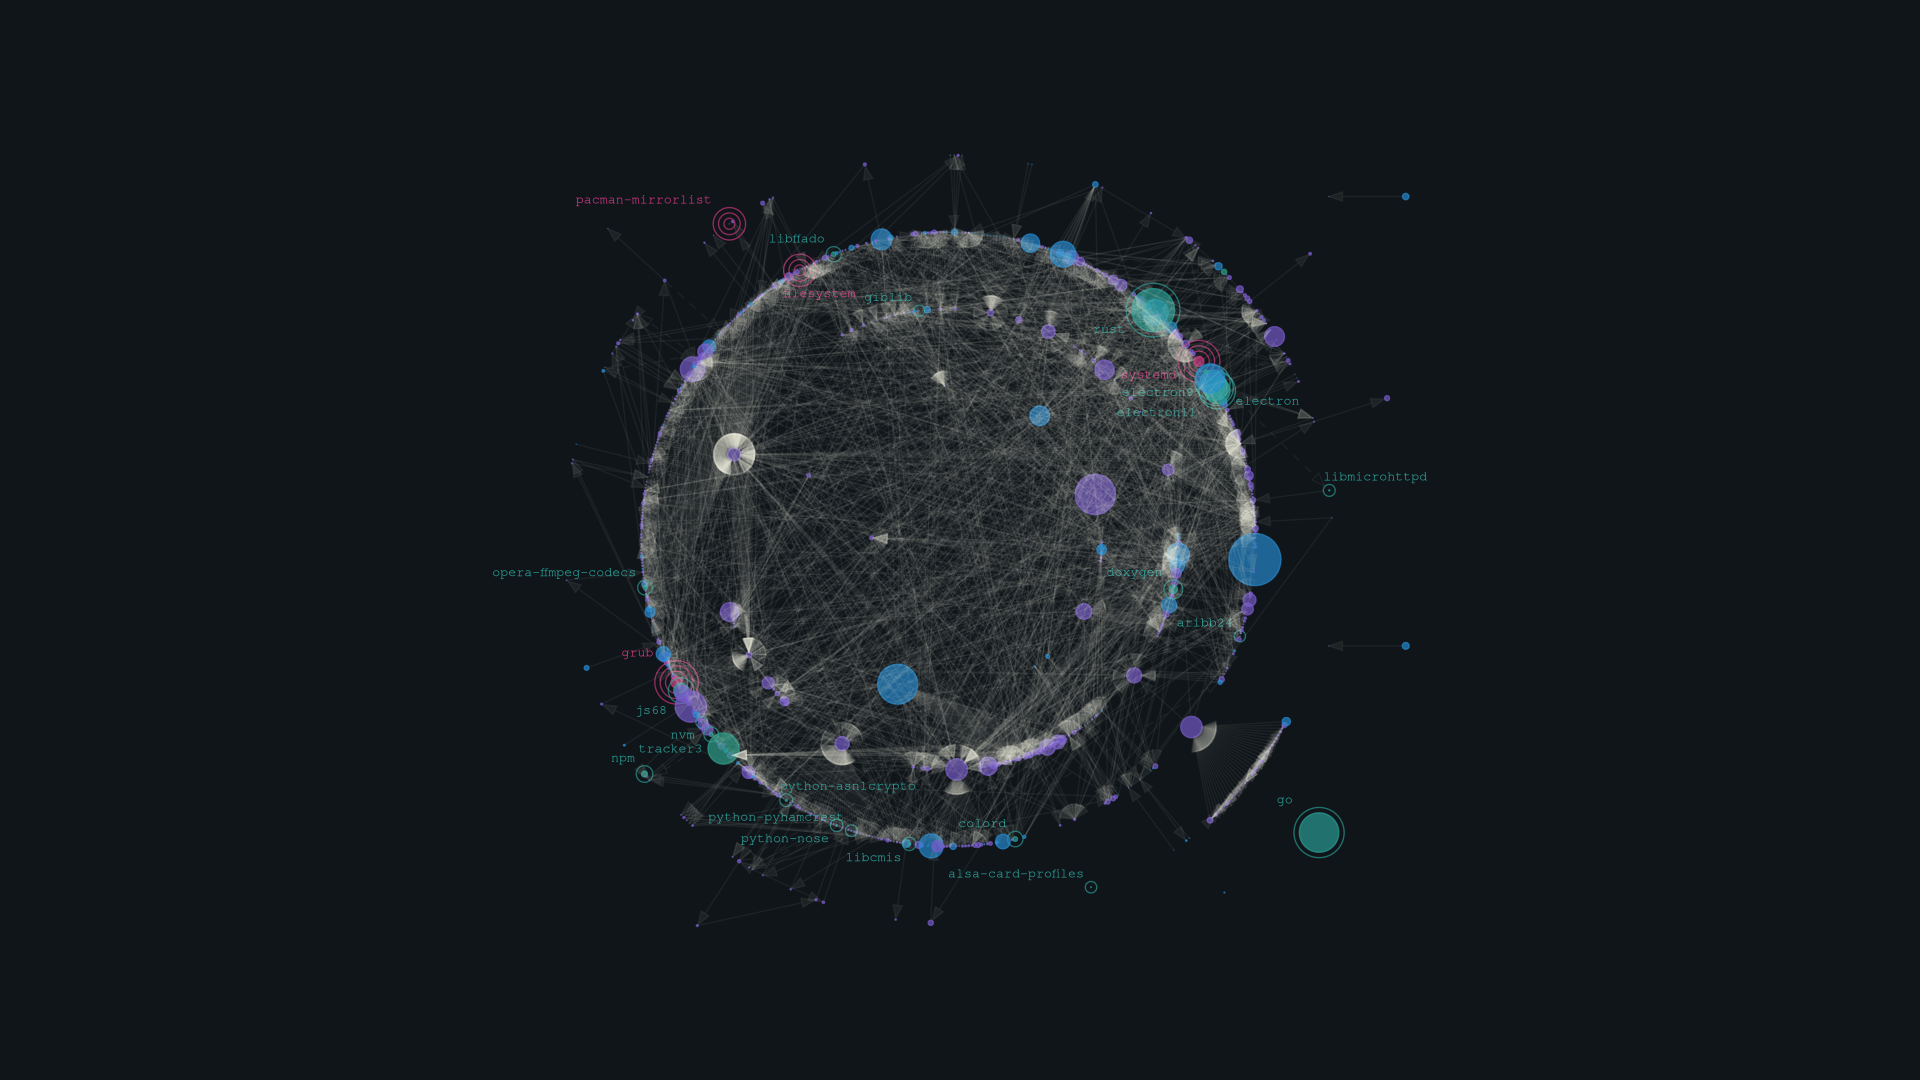 pacman-mirrorlist
libffado
filesystem
giblib
rust
systemd
electron9
electron
electron11
libmicrohttpd
opera-ffmpeg-codecs
doxygen
aribb24
grub
js68
nvm
tracker3
npm
python-asn1crypto
go
python-pyhamcrest
colord
python-nose
libcmis
alsa-card-profiles